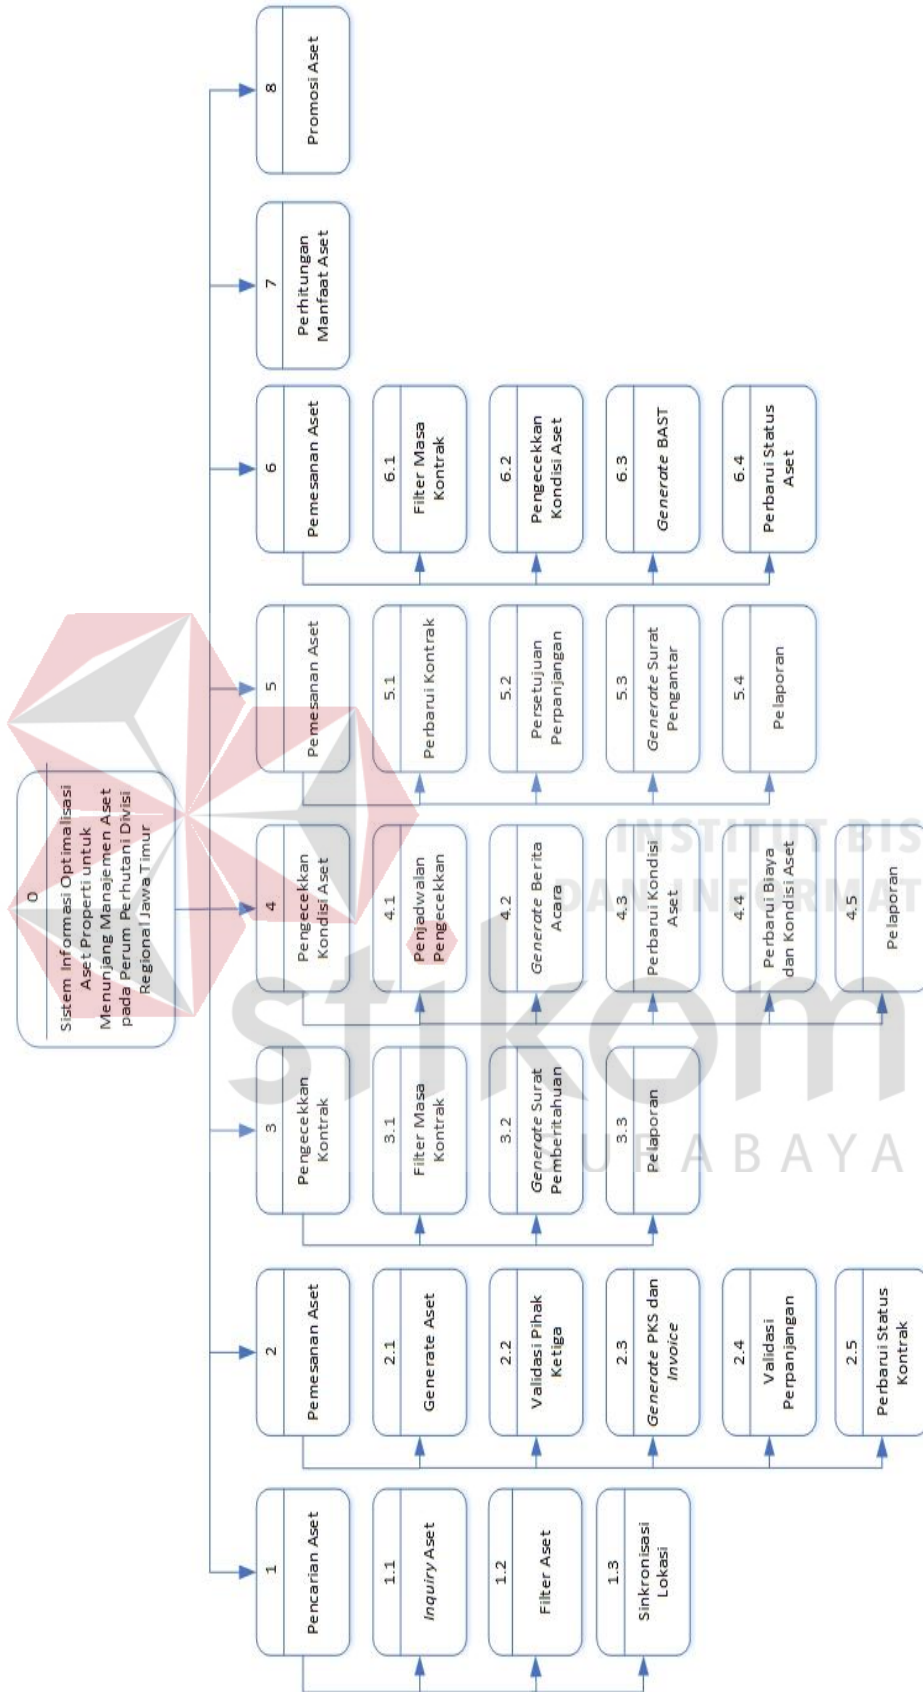 0
Sistem Informasi Optimalisasi
Aset Properti untuk
Menunjang Manajemen Aset
pada Perum Perhutani Divisi
Regional Jawa Timur
1
Pencarian Aset
1.1
Inquiry Aset
1.2
Filter Aset
1.3
Sinkronisasi
Lokasi
2
Pemesanan Aset
2.1
Generate Aset
2.2
Validasi Pihak
Ketiga
2.3
Generate PKS dan
Invoice
2.4
Validasi
Perpanjangan
2.5
Perbarui Status
Kontrak
3
Pengecekkan
Kontrak
3.1
Filter Masa
Kontrak
3.2
Generate Surat
Pemberitahuan
3.3
Pelaporan
4
Pengecekkan
Kondisi Aset
4.1
Penjadwalan
Pengecekkan
4.2
Generate Berita
Acara
4.3
Perbarui Kondisi
Aset
4.4
Perbarui Biaya
dan Kondisi Aset
4.5
Pelaporan
5
Pemesanan Aset
5.1
Perbarui Kontrak
5.2
Persetujuan
Perpanjangan
5.3
Generate Surat
Pengantar
5.4
Pelaporan
6
Pemesanan Aset
6.1
Filter Masa
Kontrak
6.2
Pengecekkan
Kondisi Aset
6.3
Generate BAST
6.4
Perbarui Status
Aset
7
Perhitungan
Manfaat Aset
8
Promosi Aset
INSTITUT BIS
DAN INFORMAT
stikom
SURABAYA